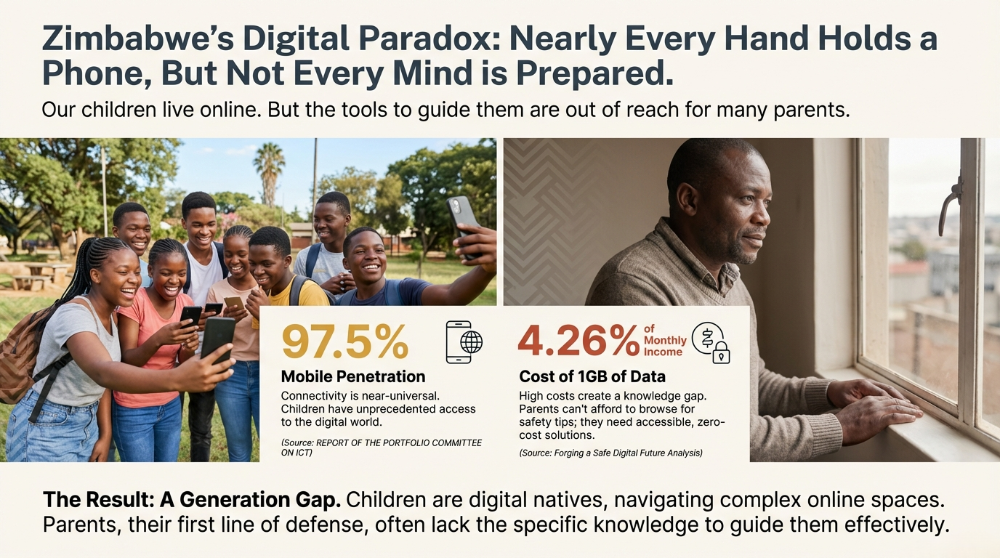 Zimbabwe’s Digital Paradox: Nearly Every Hand Holds a
Phone, But Not Every Mind is Prepared.
Our children live online. But the tools to guide them are out of reach for many parents.
97.5%
Mobile Penetration
Connectivity is near-universal.
Children have unprecedented access
to the digital world.
(Source: REPORT OF THE PORTFOLIO COMMITTEE
ON ICT)
4.26%
of
Monthly
Income
Cost of 1GB of Data
High costs create a knowledge gap.
Parents can't afford to browse for
safety tips; they need accessible, zero-
cost solutions.
(Source: Forging a Safe Digital Future Analysis)
The Result: A Generation Gap. Children are digital natives, navigating complex online spaces.
Parents, their first line of defense, often lack the specific knowledge to guide them effectively.